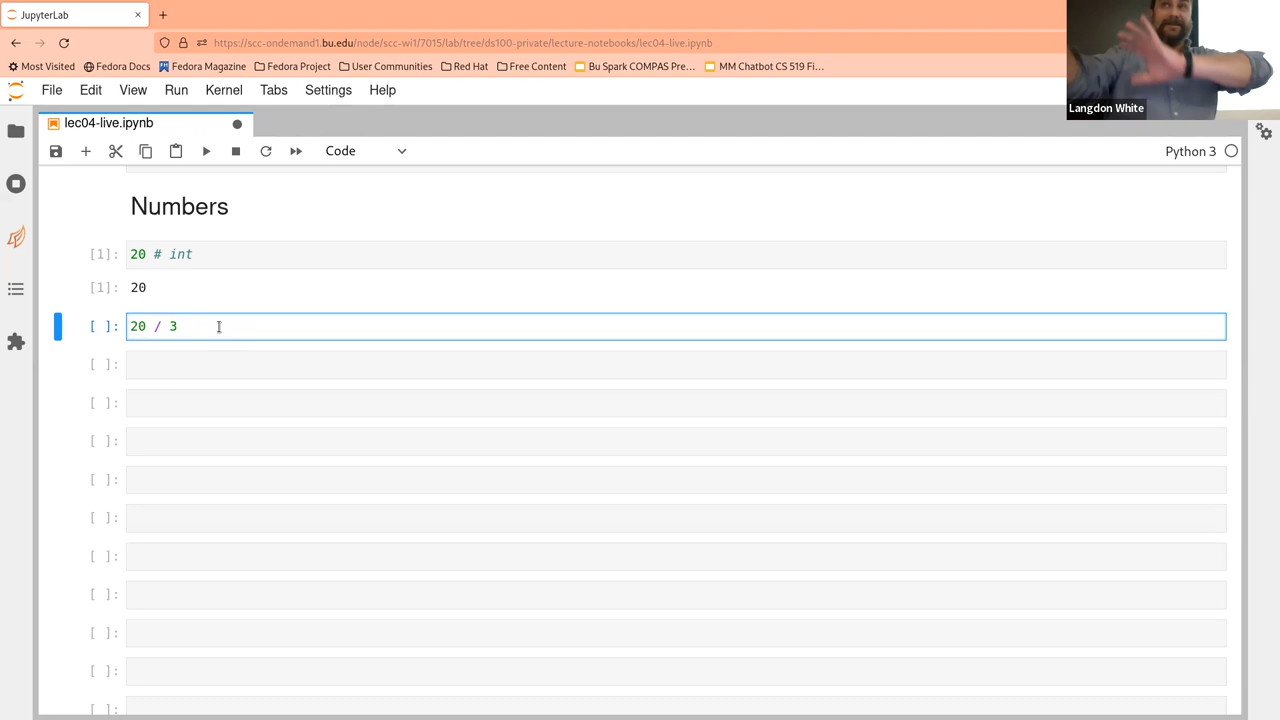 JupyterLab
https://scc-ondemand1.bu.edu/node/scc-wi1/7015/lab/tree/ds100-private/lecture-notebooks/lec04-live.ipynb
Most Visited Fedora Docs Fedora Magazine Fedora Project User Communities Red Hat Free Content Bu Spark COMPAS Pre… MM Chatbot CS 519 Fi…
File Edit View Run Kernel Tabs Settings Help
Langdon White
lec04-live.ipynb
Code
Python 3
Numbers
[1]: 20 # int
[1]: 20
[ ]: 20 / 3
[ ]:
[ ]:
[ ]:
[ ]:
[ ]:
[ ]:
[ ]:
[ ]:
[ ]:
[ ]: